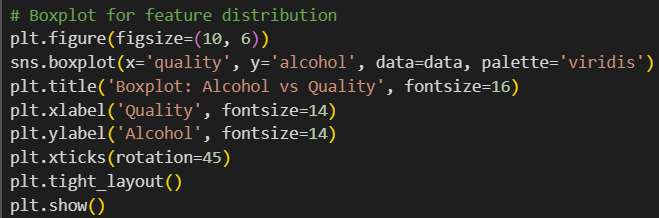 # Boxplot for feature distribution
plt.figure(figsize=(10, 6))
sns.boxplot(x='quality', y='alcohol', data=data, palette='viridis')
plt.title('Boxplot: Alcohol vs Quality', fontsize=16)
plt.xlabel('Quality', fontsize=14)
plt.ylabel('Alcohol', fontsize=14)
plt.xticks(rotation=45)
plt.tight_layout()
plt.show()